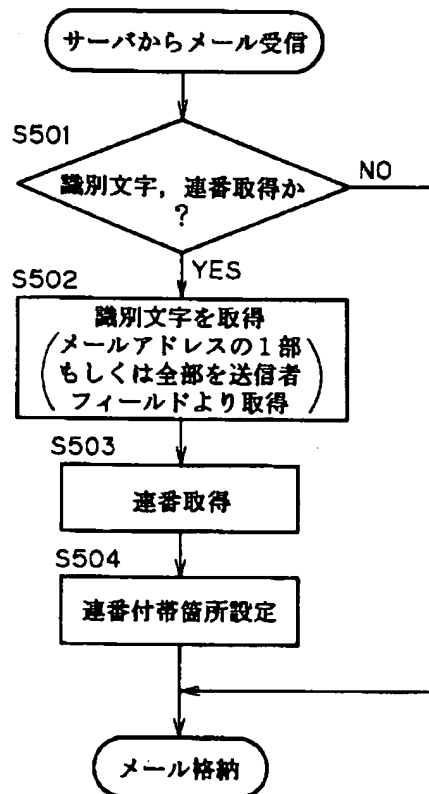 サーバからメール受信
S501
識別文字,連番取得か
?
NO
YES
S502
識別文字を取得
(メールアドレスの1部
もしくは全部を送信者
フィールドより取得)
S503
連番取得
S504
連番付帯箇所設定
メール格納